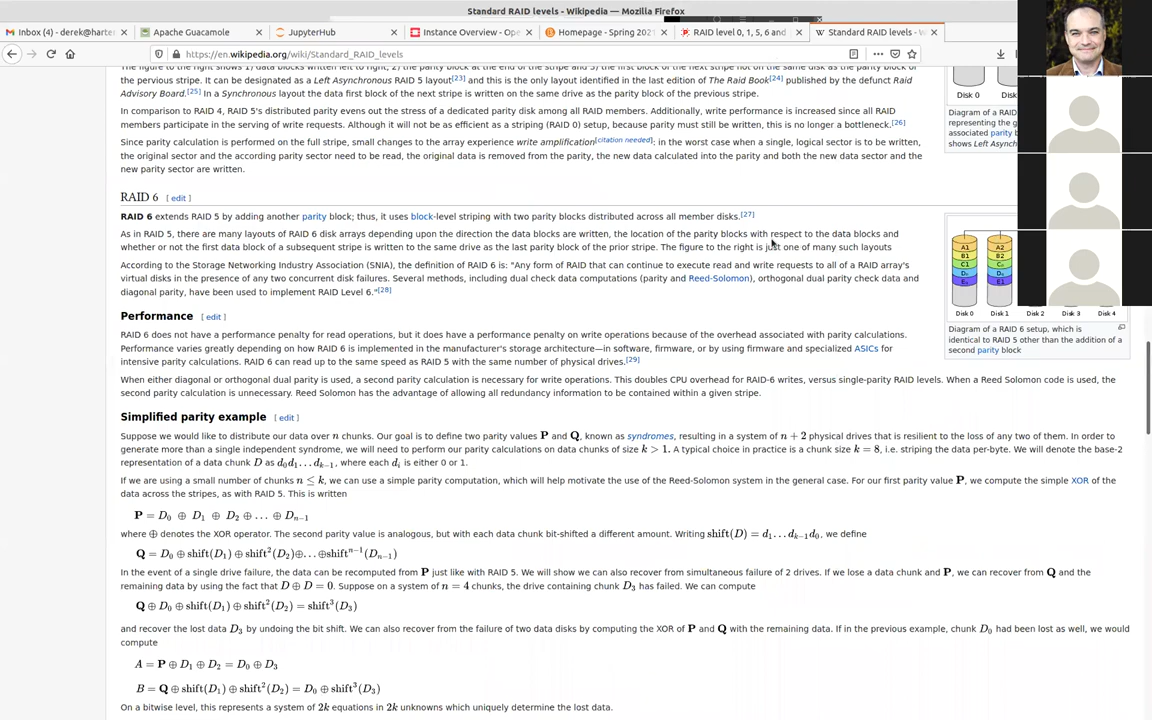 Standard RAID levels - Wikipedia — Mozilla Firefox
Inbox (4) - derek@harter
Apache Guacamole
JupyterHub
Instance Overview - Ope
Homepage - Spring 2021
RAID level 0, 1, 5, 6 and
Standard RAID levels - W
https://en.wikipedia.org/wiki/Standard_RAID_levels
the pervious stripe. It can be designated as a Left Asynchronous RAID 5 layout[23] and this is the only layout identified in the last edition of The Raid Book[24] published by the defunct Raid
Advisory Board.[25] In a Synchronous layout the data first block of the next stripe is written on the same drive as the parity block of the previous stripe.
In comparison to RAID 4, RAID 5's distributed parity evens out the stress of a dedicated parity disk among all RAID members. Additionally, write performance is increased since all RAID
members participate in the serving of write requests. Although it will not be as efficient as a striping (RAID 0) setup, because parity must still be written, this is no longer a bottleneck.[26]
Since parity calculation is performed on the full stripe, small changes to the array experience write amplification[citation needed]: in the worst case when a single, logical sector is to be written,
the original sector and the according parity sector need to be read, the original data is removed from the parity, the new data calculated into the parity and both the new data sector and the
new parity sector are written.
Disk 0
Disk
Diagram of a RAID
representing the g
associated parity b
shows Left Asynch
RAID 6 [ edit ]
RAID 6 extends RAID 5 by adding another parity block; thus, it uses block-level striping with two parity blocks distributed across all member disks.[27]
As in RAID 5, there are many layouts of RAID 6 disk arrays depending upon the direction the data blocks are written, the location of the parity blocks with respect to the data blocks and
whether or not the first data block of a subsequent stripe is written to the same drive as the last parity block of the prior stripe. The figure to the right is just one of many such layouts
According to the Storage Networking Industry Association (SNIA), the definition of RAID 6 is: "Any form of RAID that can continue to execute read and write requests to all of a RAID array's
virtual disks in the presence of any two concurrent disk failures. Several methods, including dual check data computations (parity and Reed-Solomon), orthogonal dual parity check data and
diagonal parity, have been used to implement RAID Level 6."[28]
A1 A2
B1 B2
C1
E1
Disk 0 Disk 1 Disk 2 Disk 3 Disk 4
Diagram of a RAID 6 setup, which is
identical to RAID 5 other than the addition of a
second parity block
Performance [ edit ]
RAID 6 does not have a performance penalty for read operations, but it does have a performance penalty on write operations because of the overhead associated with parity calculations.
Performance varies greatly depending on how RAID 6 is implemented in the manufacturer's storage architecture—in software, firmware, or by using firmware and specialized ASICs for
intensive parity calculations. RAID 6 can read up to the same speed as RAID 5 with the same number of physical drives.[29]
When either diagonal or orthogonal dual parity is used, a second parity calculation is necessary for write operations. This doubles CPU overhead for RAID-6 writes, versus single-parity RAID levels. When a Reed Solomon code is used, the
second parity calculation is unnecessary. Reed Solomon has the advantage of allowing all redundancy information to be contained within a given stripe.
Simplified parity example [ edit ]
Suppose we would like to distribute our data over n chunks. Our goal is to define two parity values P and Q, known as syndromes, resulting in a system of n + 2 physical drives that is resilient to the loss of any two of them. In order to
generate more than a single independent syndrome, we will need to perform our parity calculations on data chunks of size k > 1. A typical choice in practice is a chunk size k = 8, i.e. striping the data per-byte. We will denote the base-2
representation of a data chunk D as d₀d₁...dₖ₋₁, where each dᵢ is either 0 or 1.
If we are using a small number of chunks n ≤ k, we can use a simple parity computation, which will help motivate the use of the Reed-Solomon system in the general case. For our first parity value P, we compute the simple XOR of the
data across the stripes, as with RAID 5. This is written
P = D₀ ⊕ D₁ ⊕ D₂ ⊕ ... ⊕ Dₙ₋₁
where ⊕ denotes the XOR operator. The second parity value is analogous, but with each data chunk bit-shifted a different amount. Writing shift(D) = d₁...dₖ₋₁d₀, we define
Q = D₀ ⊕ shift(D₁) ⊕ shift²(D₂)⊕...⊕shiftⁿ⁻¹(Dₙ₋₁)
In the event of a single drive failure, the data can be recomputed from P just like with RAID 5. We will show we can also recover from simultaneous failure of 2 drives. If we lose a data chunk and P, we can recover from Q and the
remaining data by using the fact that D ⊕ D = 0. Suppose on a system of n = 4 chunks, the drive containing chunk D₃ has failed. We can compute
Q ⊕ D₀ ⊕ shift(D₁) ⊕ shift²(D₂) = shift³(D₃)
and recover the lost data D₃ by undoing the bit shift. We can also recover from the failure of two data disks by computing the XOR of P and Q with the remaining data. If in the previous example, chunk D₀ had been lost as well, we would
compute
A = P ⊕ D₁ ⊕ D₂ = D₀ ⊕ D₃
B = Q ⊕ shift(D₁) ⊕ shift²(D₂) = D₀ ⊕ shift³(D₃)
On a bitwise level, this represents a system of 2k equations in 2k unknowns which uniquely determine the lost data.